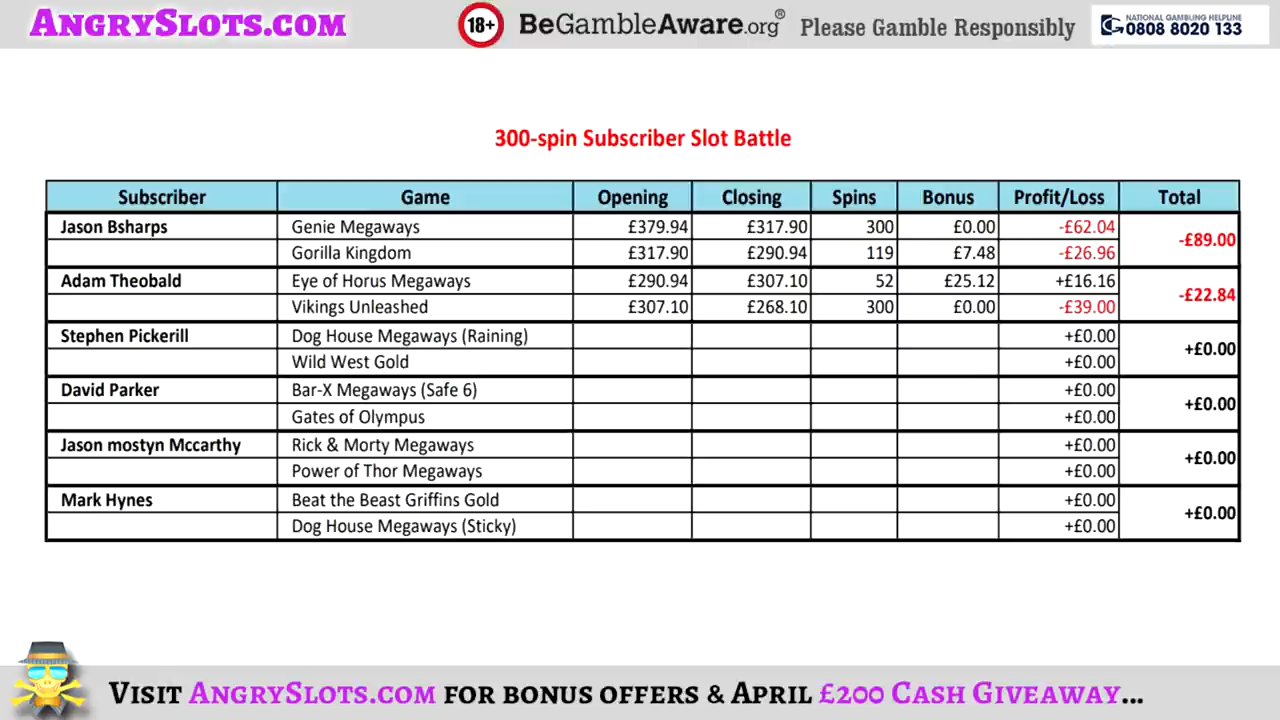 AngrySlots.com 18+ BeGambleAware.org® Please Gamble Responsibly NATIONAL GAMBLING HELPLINE 0808 8020 133
300-spin Subscriber Slot Battle
Subscriber Game Opening Closing Spins Bonus Profit/Loss Total
Jason Bsharps Genie Megaways £379.94 £317.90 300 £0.00 -£62.04 -£89.00
Gorilla Kingdom £317.90 £290.94 119 £7.48 -£26.96
Adam Theobald Eye of Horus Megaways £290.94 £307.10 52 £25.12 +£16.16 -£22.84
Vikings Unleashed £307.10 £268.10 300 £0.00 -£39.00
Stephen Pickerill Dog House Megaways (Raining) +£0.00 +£0.00
Wild West Gold +£0.00
David Parker Bar-X Megaways (Safe 6) +£0.00 +£0.00
Gates of Olympus +£0.00
Jason mostyn Mccarthy Rick & Morty Megaways +£0.00 +£0.00
Power of Thor Megaways +£0.00
Mark Hynes Beat the Beast Griffins Gold +£0.00 +£0.00
Dog House Megaways (Sticky) +£0.00
Visit AngrySlots.com for bonus offers & April £200 Cash Giveaway...